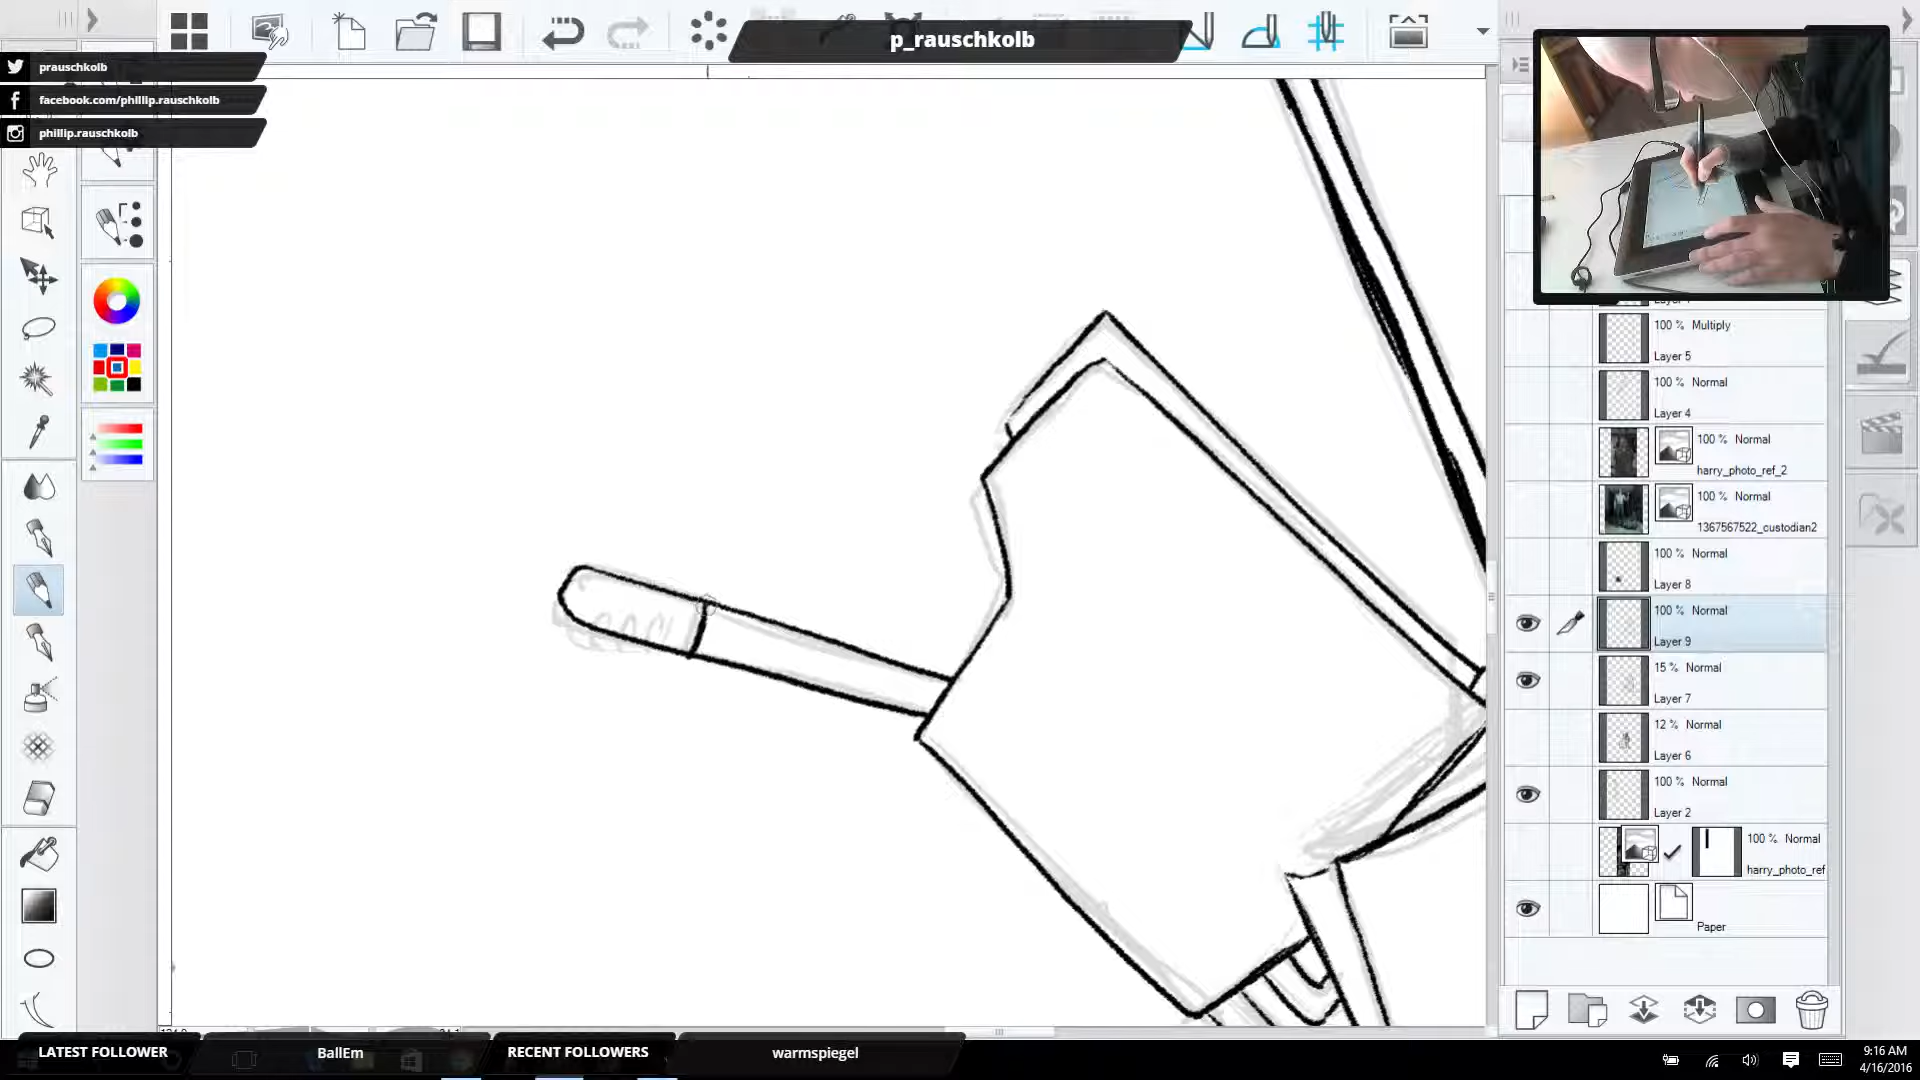 p_rauschkolb
prauschkolb
facebook.com/phillip.rauschkolb
phillip.rauschkolb
100 % Multiply
Layer 5
100 % Normal
Layer 4
100 % Normal
harry_photo_ref_2
100 % Normal
1367567522_custodian2
100 % Normal
Layer 8
100 % Normal
Layer 9
15 % Normal
Layer 7
12 % Normal
Layer 6
100 % Normal
Layer 2
100 % Normal
harry_photo_ref
Paper
LATEST FOLLOWER
BallEm
RECENT FOLLOWERS
warmspiegel
9:16 AM
4/16/2016